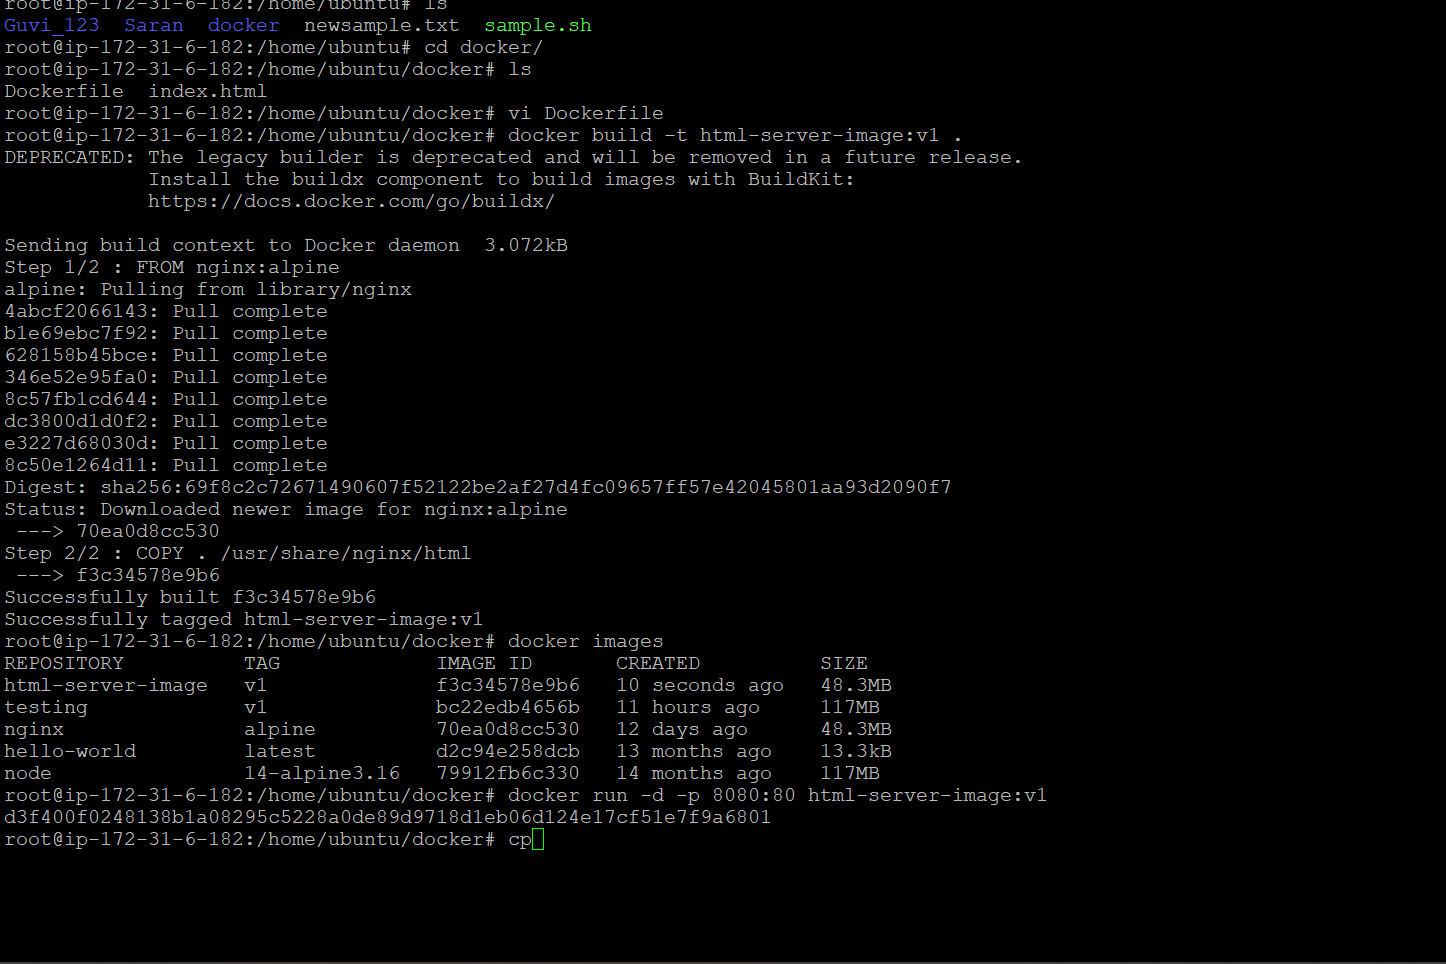 root@ip-172-31-6-182:/home/ubuntu# ls
Guvi_123  Saran  docker  newsample.txt  sample.sh
root@ip-172-31-6-182:/home/ubuntu# cd docker/
root@ip-172-31-6-182:/home/ubuntu/docker# ls
Dockerfile  index.html
root@ip-172-31-6-182:/home/ubuntu/docker# vi Dockerfile
root@ip-172-31-6-182:/home/ubuntu/docker# docker build -t html-server-image:v1 .
DEPRECATED: The legacy builder is deprecated and will be removed in a future release.
            Install the buildx component to build images with BuildKit:
            https://docs.docker.com/go/buildx/

Sending build context to Docker daemon  3.072kB
Step 1/2 : FROM nginx:alpine
alpine: Pulling from library/nginx
4abcf2066143: Pull complete
b1e69ebc7f92: Pull complete
628158b45bce: Pull complete
346e52e95fa0: Pull complete
8c57fb1cd644: Pull complete
dc3800d1d0f2: Pull complete
e3227d68030d: Pull complete
8c50e1264d11: Pull complete
Digest: sha256:69f8c2c72671490607f52122be2af27d4fc09657ff57e42045801aa93d2090f7
Status: Downloaded newer image for nginx:alpine
 ---> 70ea0d8cc530
Step 2/2 : COPY . /usr/share/nginx/html
 ---> f3c34578e9b6
Successfully built f3c34578e9b6
Successfully tagged html-server-image:v1
root@ip-172-31-6-182:/home/ubuntu/docker# docker images
REPOSITORY          TAG             IMAGE ID       CREATED          SIZE
html-server-image   v1              f3c34578e9b6   10 seconds ago   48.3MB
testing             v1              bc22edb4656b   11 hours ago     117MB
nginx               alpine          70ea0d8cc530   12 days ago      48.3MB
hello-world         latest          d2c94e258dcb   13 months ago    13.3kB
node                14-alpine3.16   79912fb6c330   14 months ago    117MB
root@ip-172-31-6-182:/home/ubuntu/docker# docker run -d -p 8080:80 html-server-image:v1
d3f400f0248138b1a08295c5228a0de89d9718d1eb06d124e17cf51e7f9a6801
root@ip-172-31-6-182:/home/ubuntu/docker# cp